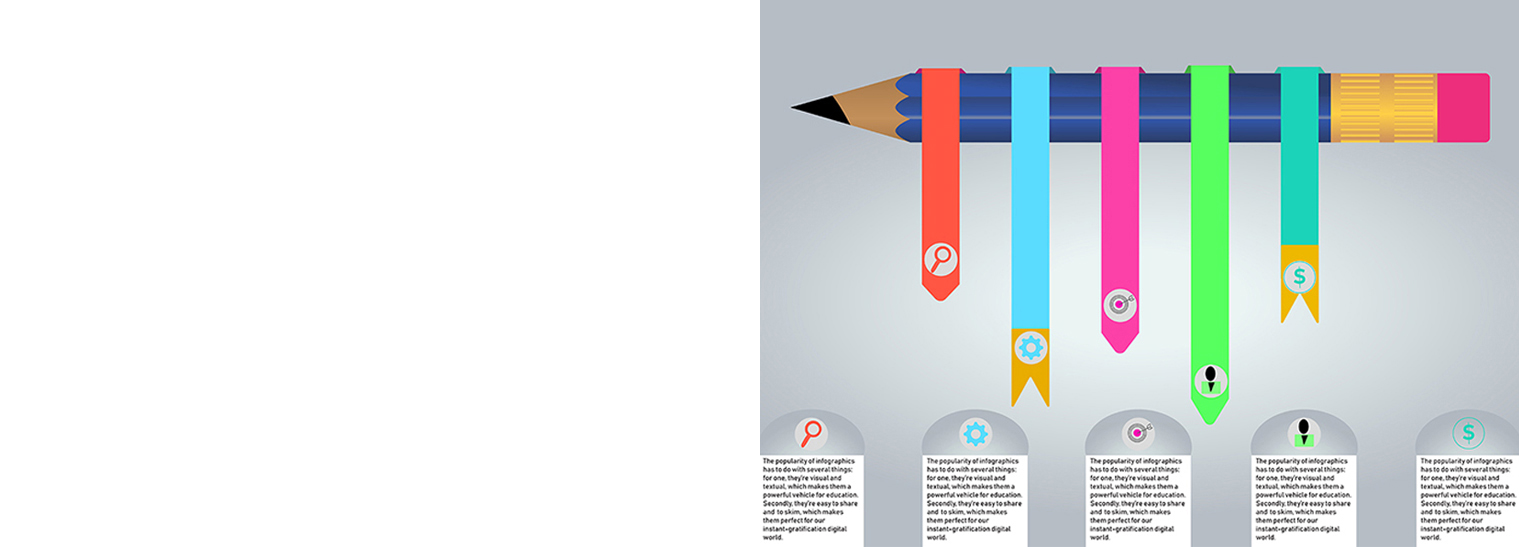 $
$
The popularity of infographics
has to do with several things:
for one, they're visual and
textual, which makes them a
powerful vehicle for education.
Secondly, they're easy to share
and to skim, which makes
them perfect for our
instant-gratification digital
world.
The popularity of infographics
has to do with several things:
for one, they're visual and
textual, which makes them a
powerful vehicle for education.
Secondly, they're easy to share
and to skim, which makes
them perfect for our
instant-gratification digital
world.
The popularity of infographics
has to do with several things:
for one, they're visual and
textual, which makes them a
powerful vehicle for education.
Secondly, they're easy to share
and to skim, which makes
them perfect for our
instant-gratification digital
world.
The popularity of infographics
has to do with several things:
for one, they're visual and
textual, which makes them a
powerful vehicle for education.
Secondly, they're easy to share
and to skim, which makes
them perfect for our
instant-gratification digital
world.
The popularity of infographics
has to do with several things:
for one, they're visual and
textual, which makes them a
powerful vehicle for education.
Secondly, they're easy to share
and to skim, which makes
them perfect for our
instant-gratification digital
world.